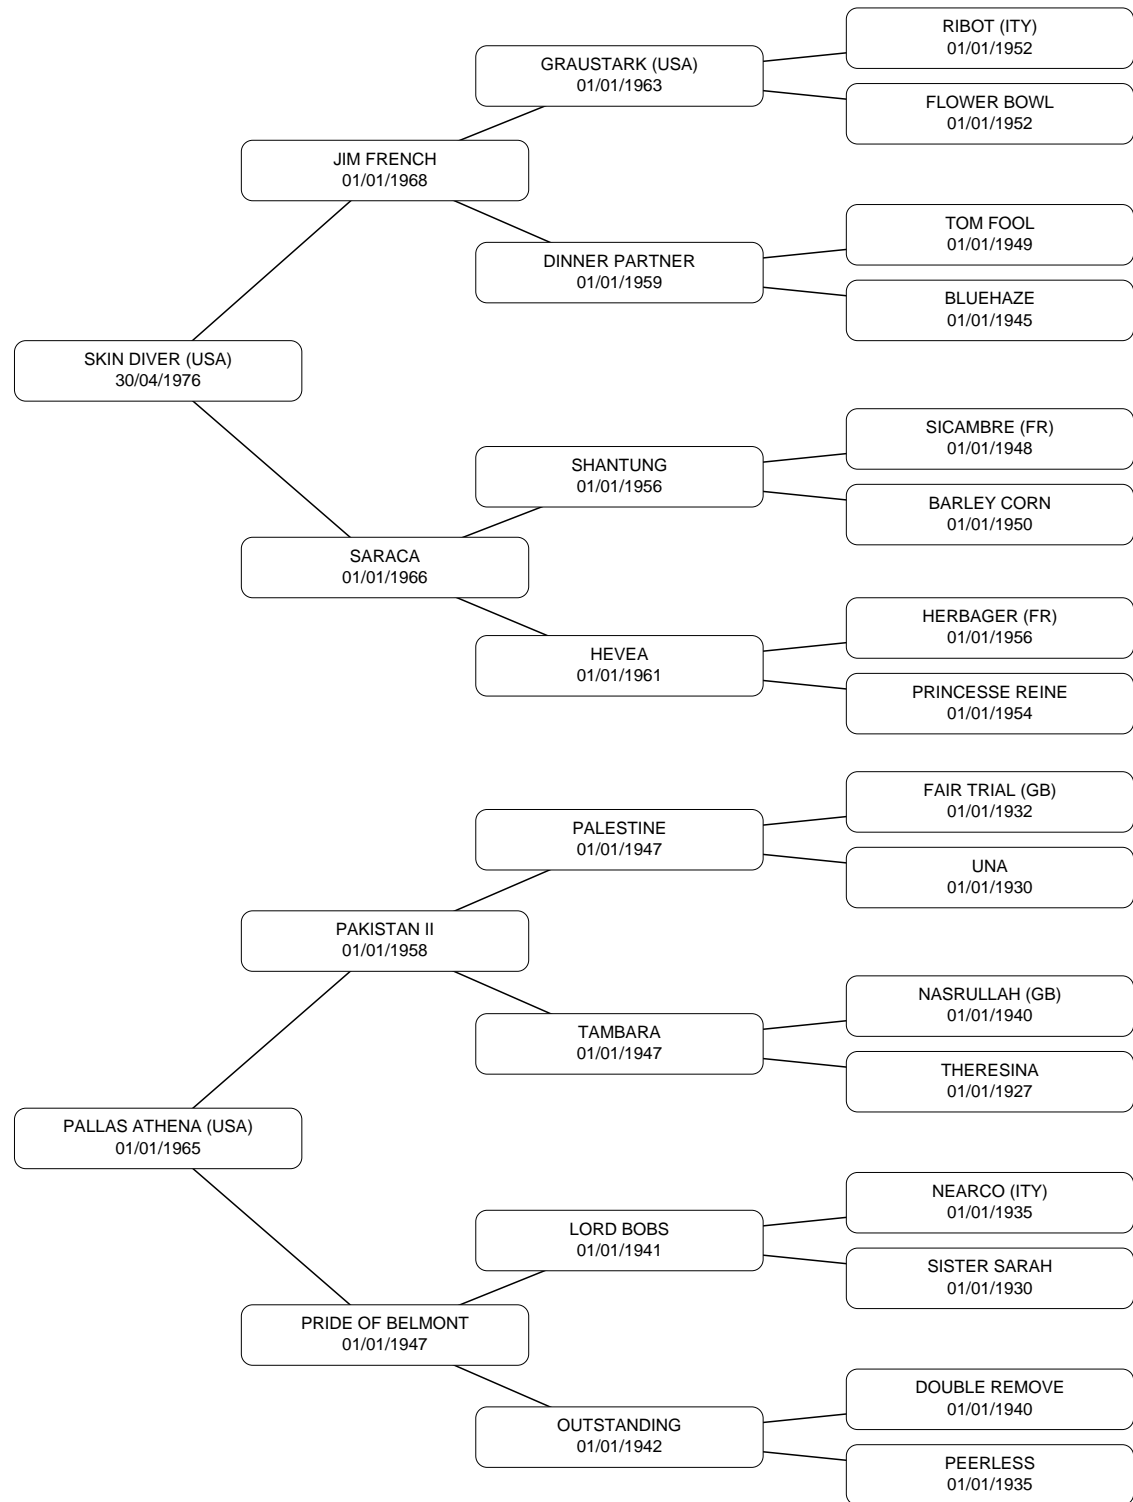 RIBOT (ITY)
01/01/1952
GRAUSTARK (USA)
01/01/1963
FLOWER BOWL
01/01/1952
JIM FRENCH
01/01/1968
TOM FOOL
01/01/1949
DINNER PARTNER
01/01/1959
BLUEHAZE
01/01/1945
SKIN DIVER (USA)
30/04/1976
SICAMBRE (FR)
01/01/1948
SHANTUNG
01/01/1956
BARLEY CORN
01/01/1950
SARACA
01/01/1966
HERBAGER (FR)
01/01/1956
HEVEA
01/01/1961
PRINCESSE REINE
01/01/1954
FAIR TRIAL (GB)
01/01/1932
PALESTINE
01/01/1947
UNA
01/01/1930
PAKISTAN II
01/01/1958
NASRULLAH (GB)
01/01/1940
TAMBARA
01/01/1947
THERESINA
01/01/1927
PALLAS ATHENA (USA)
01/01/1965
NEARCO (ITY)
01/01/1935
LORD BOBS
01/01/1941
SISTER SARAH
01/01/1930
PRIDE OF BELMONT
01/01/1947
DOUBLE REMOVE
01/01/1940
OUTSTANDING
01/01/1942
PEERLESS
01/01/1935